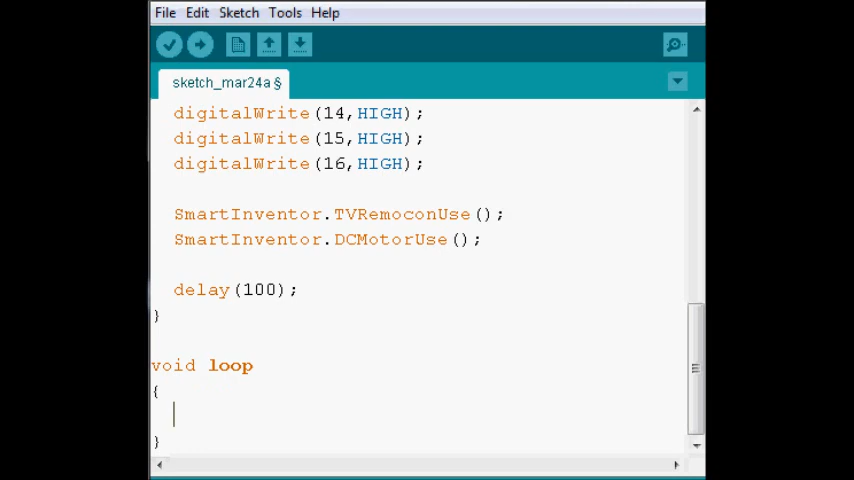 File Edit Sketch Tools Help
sketch_mar24a §
digitalWrite(14,HIGH);
digitalWrite(15,HIGH);
digitalWrite(16,HIGH);
SmartInventor.TVRemoconUse();
SmartInventor.DCMotorUse();
delay(100);
}
void loop
{
}